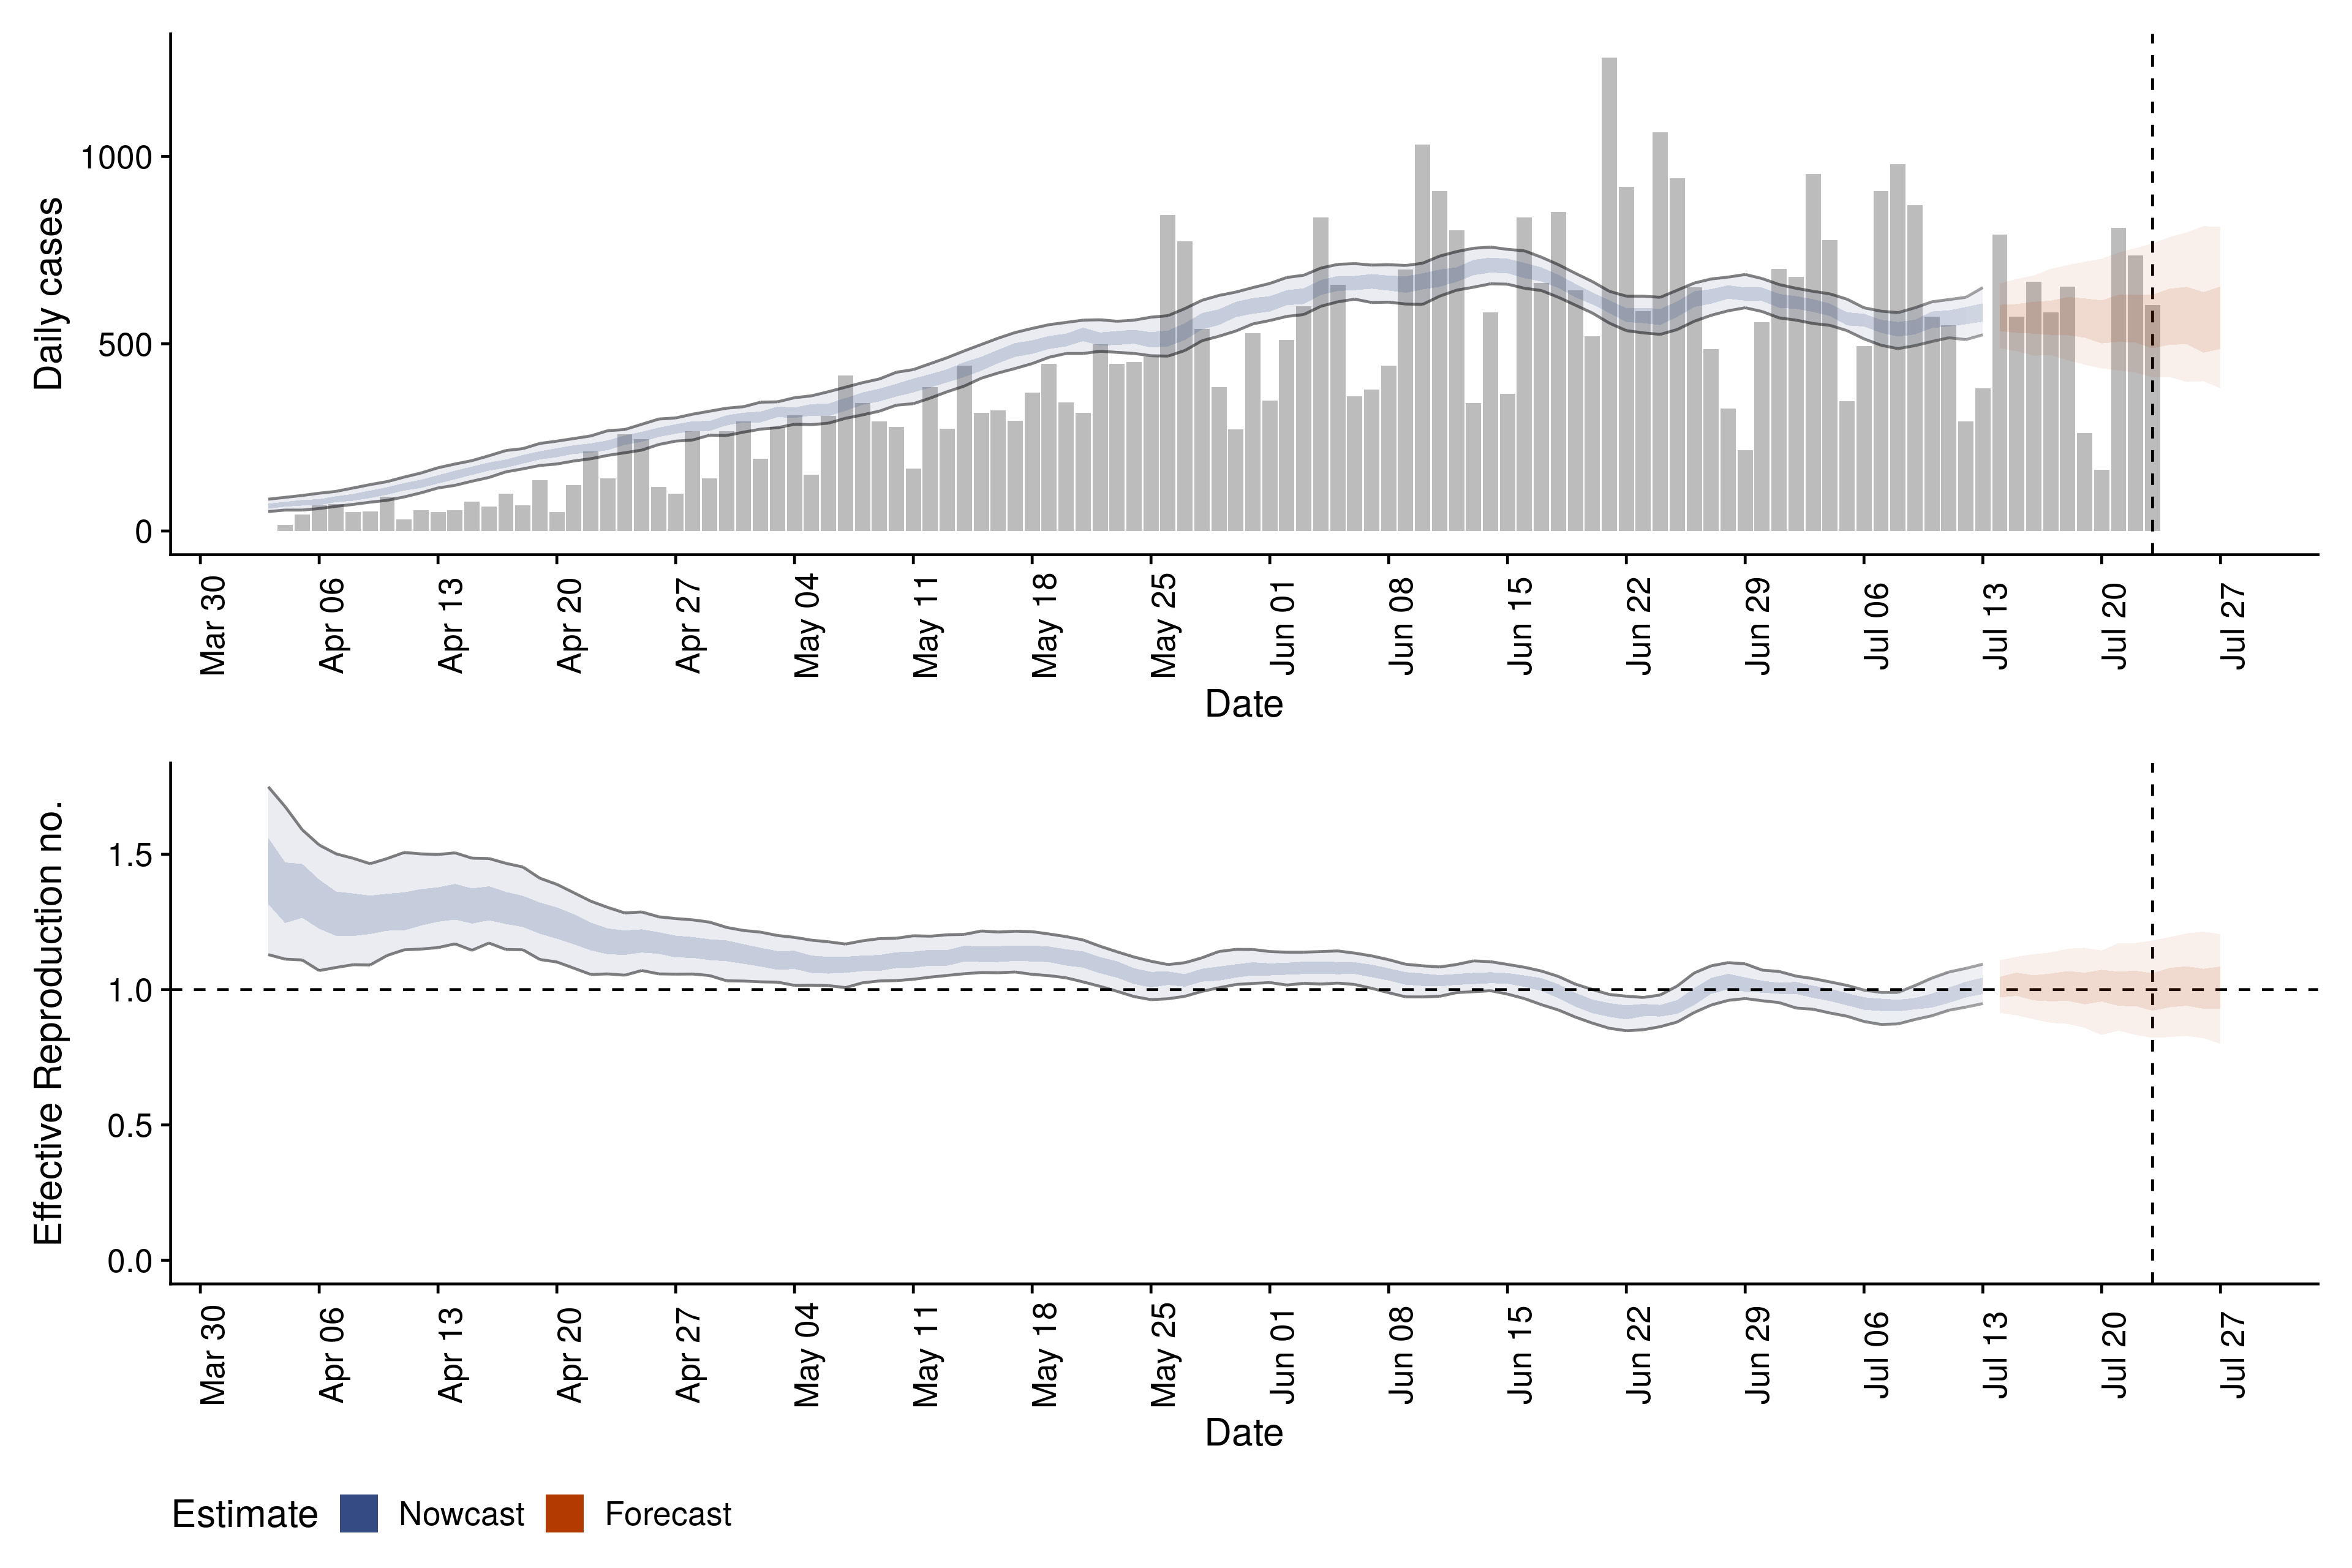 Daily cases
1000
500
0
Mar 30 Apr 06 Apr 13 Apr 20 Apr 27 May 04 May 11 May 18 May 25 Jun 01 Jun 08 Jun 15 Jun 22 Jun 29 Jul 06 Jul 13 Jul 20 Jul 27
Date
Effective Reproduction no.
1.5
1.0
0.5
0.0
Mar 30 Apr 06 Apr 13 Apr 20 Apr 27 May 04 May 11 May 18 May 25 Jun 01 Jun 08 Jun 15 Jun 22 Jun 29 Jul 06 Jul 13 Jul 20 Jul 27
Date
Estimate Nowcast Forecast